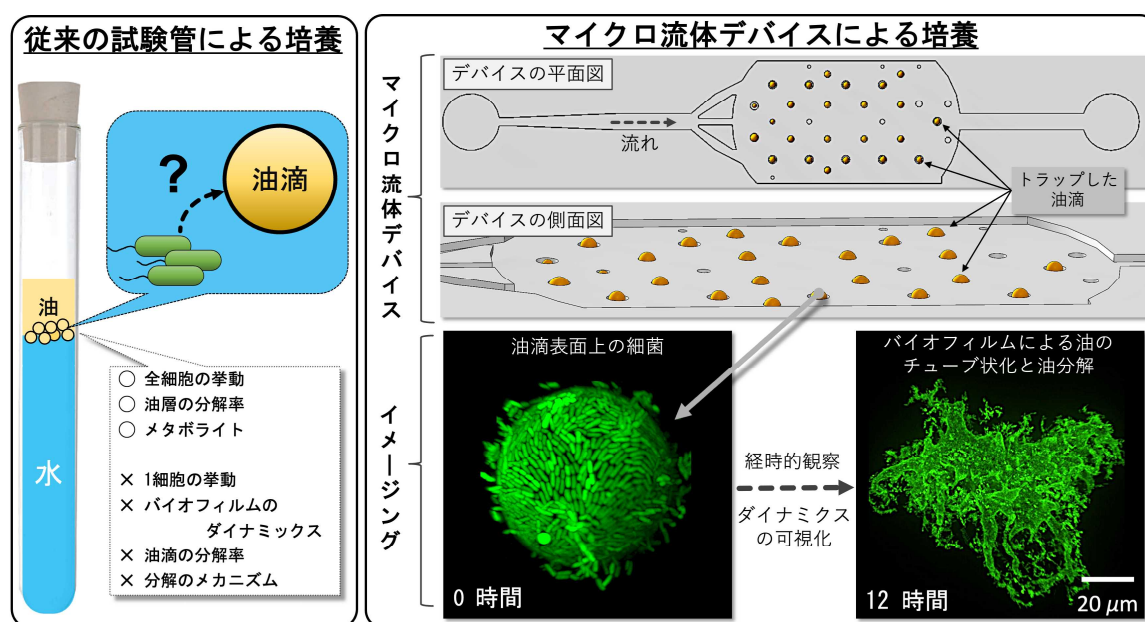 従来の試験管による培養
?
油滴
油
水
○ 全細胞の挙動
○ 油層の分解率
○ メタボライト
× 1細胞の挙動
× バイオフィルムの
ダイナミックス
× 油滴の分解率
× 分解のメカニズム
マイクロ流体デバイスによる培養
マイクロ流体デバイス
デバイスの平面図
流れ
トラップした
油滴
デバイスの側面図
イメージング
油滴表面上の細菌
0 時間
経時的観察
ダイナミクス
の可視化
バイオフィルムによる油の
チューブ状化と油分解
12 時間
20 μm